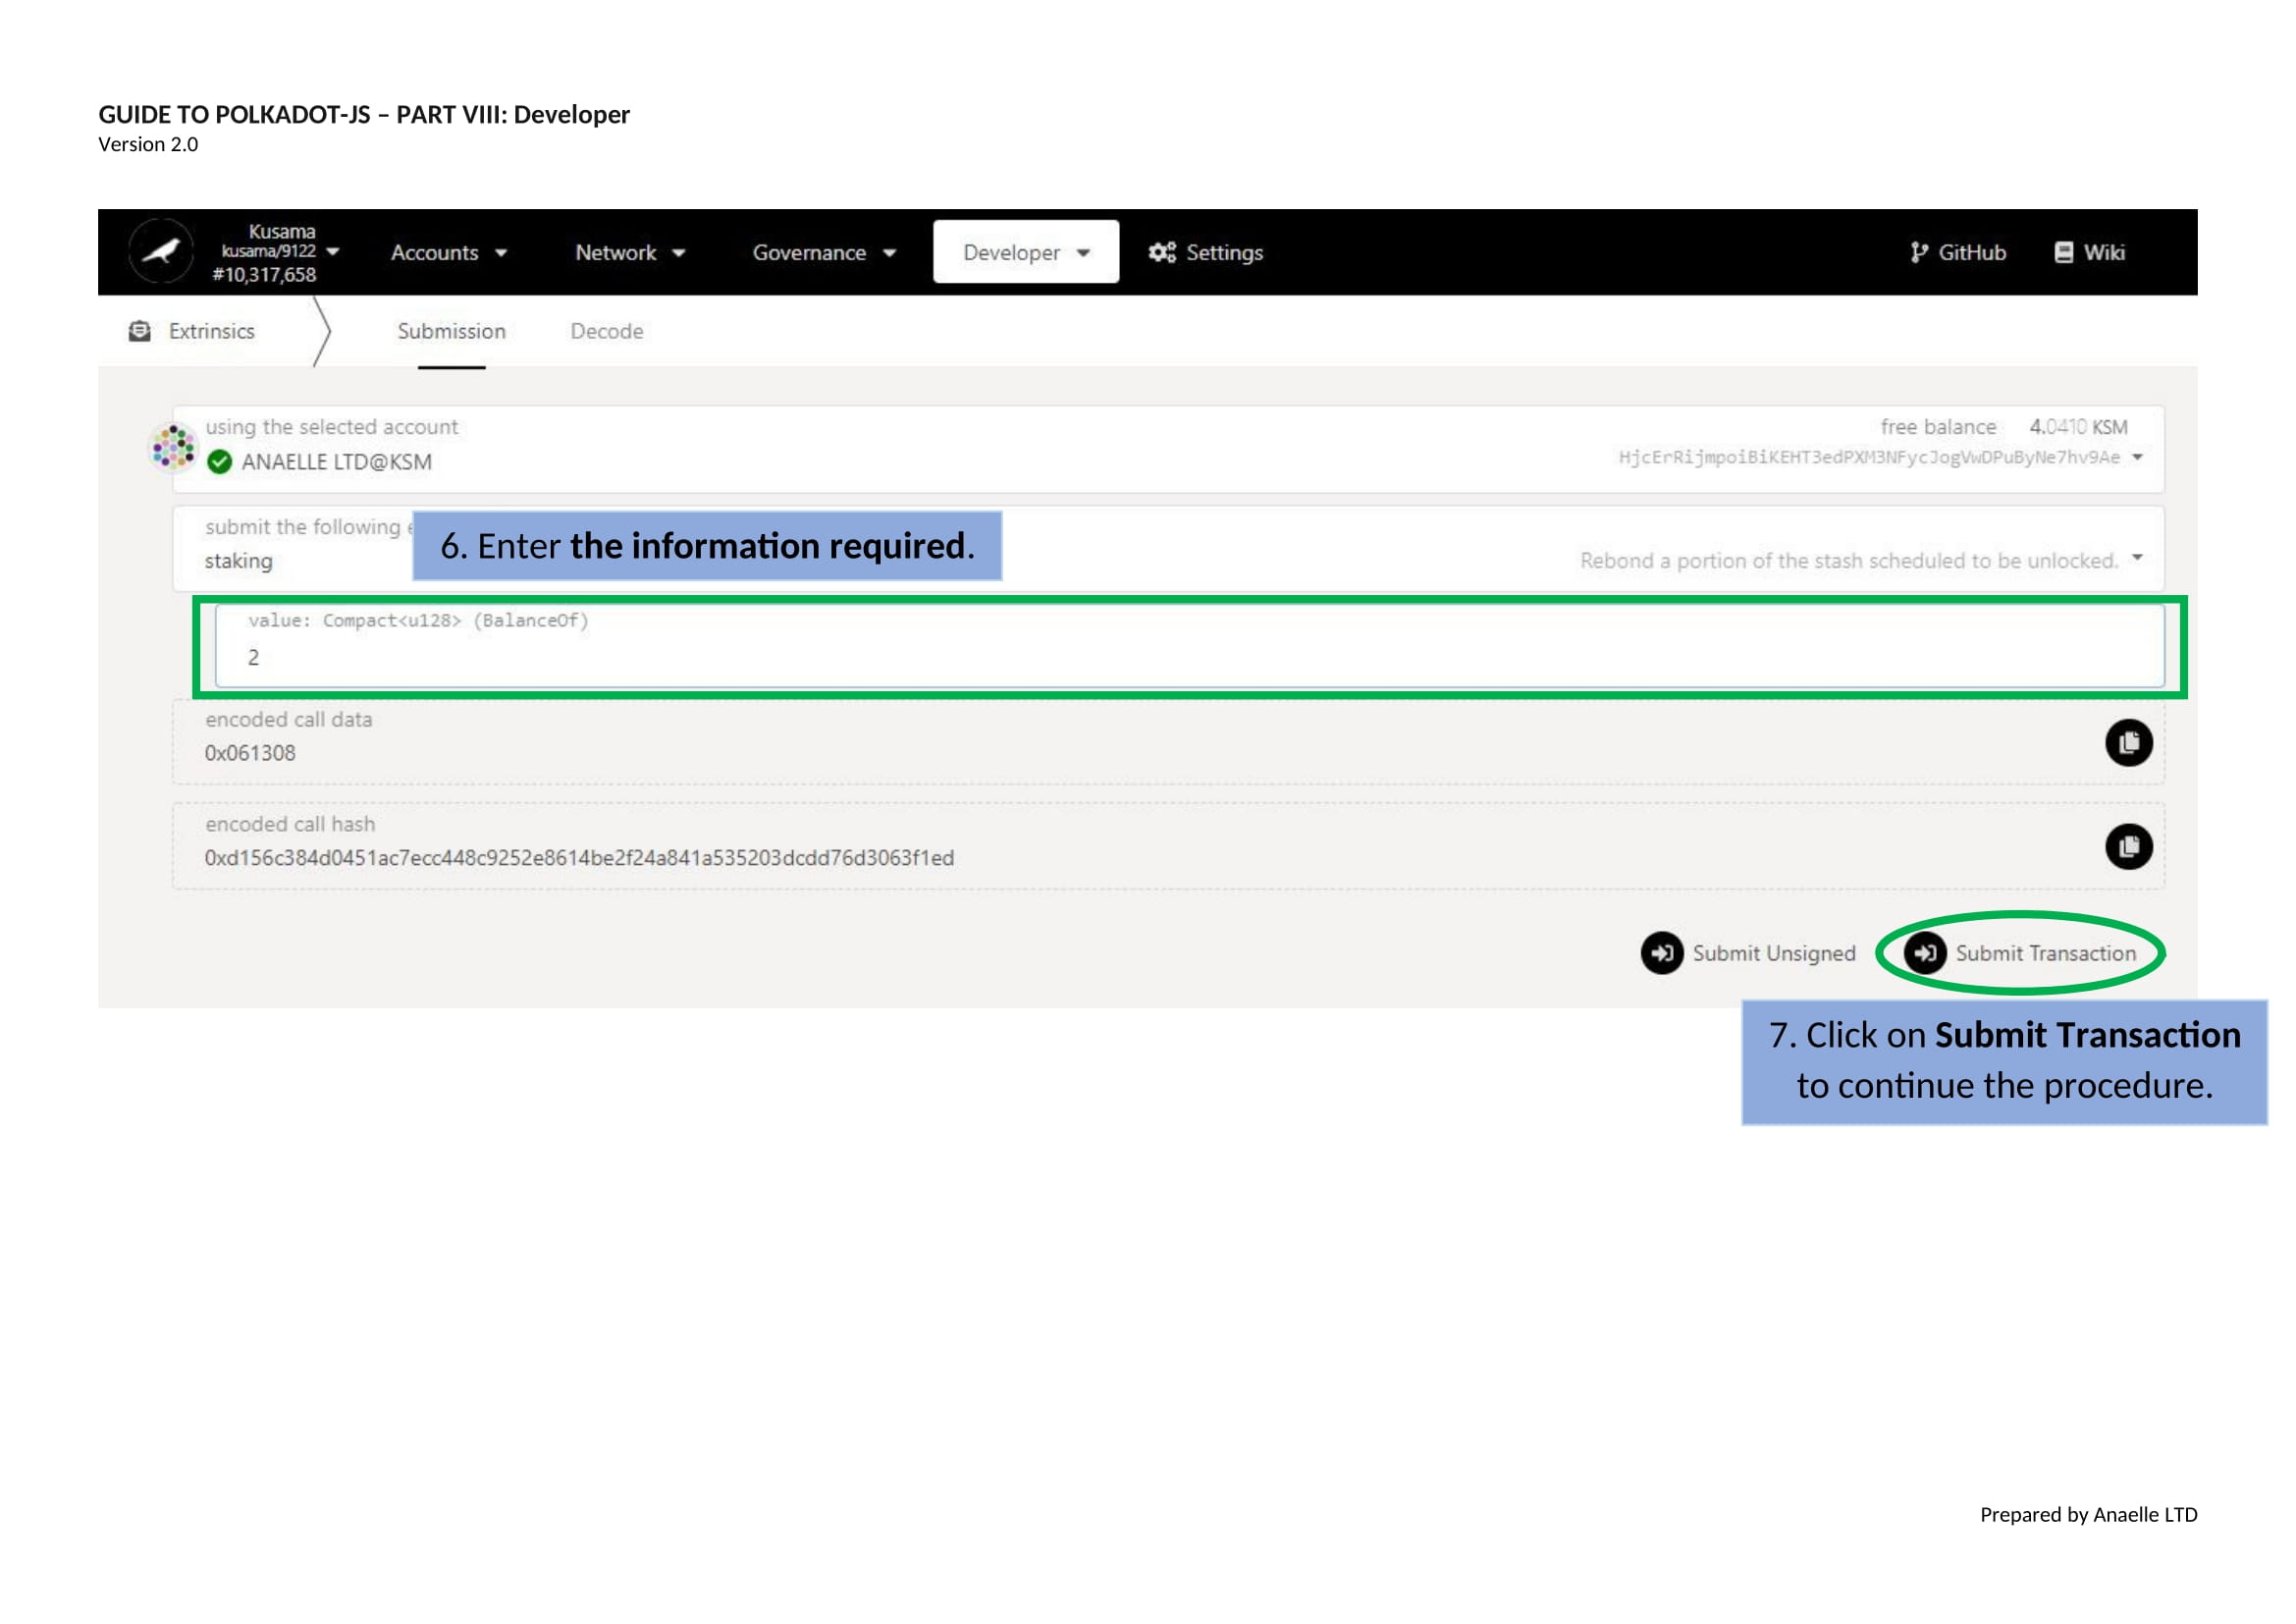 GUIDE TO POLKADOT-JS – PART VIII: Developer
Version 2.0
Kusama
kusama/9122
#10,317,658
Accounts
Network
Governance
Developer
Settings
GitHub
Wiki
Extrinsics
Submission
Decode
using the selected account
ANAELLE LTD@KSM
free balance 4.0410 KSM
HjcErRijmpoiBiKEHT3edPXM3NFycJogVwDPuByNe7hv9Ae
submit the following
staking
Rebond a portion of the stash scheduled to be unlocked.
6. Enter the information required.
value: Compact<u128> (BalanceOf)
2
encoded call data
0x061308
encoded call hash
0xd156c384d0451ac7ecc448c9252e8614be2f24a841a535203dcdd76d3063f1ed
Submit Unsigned
Submit Transaction
7. Click on Submit Transaction
to continue the procedure.
Prepared by Anaelle LTD